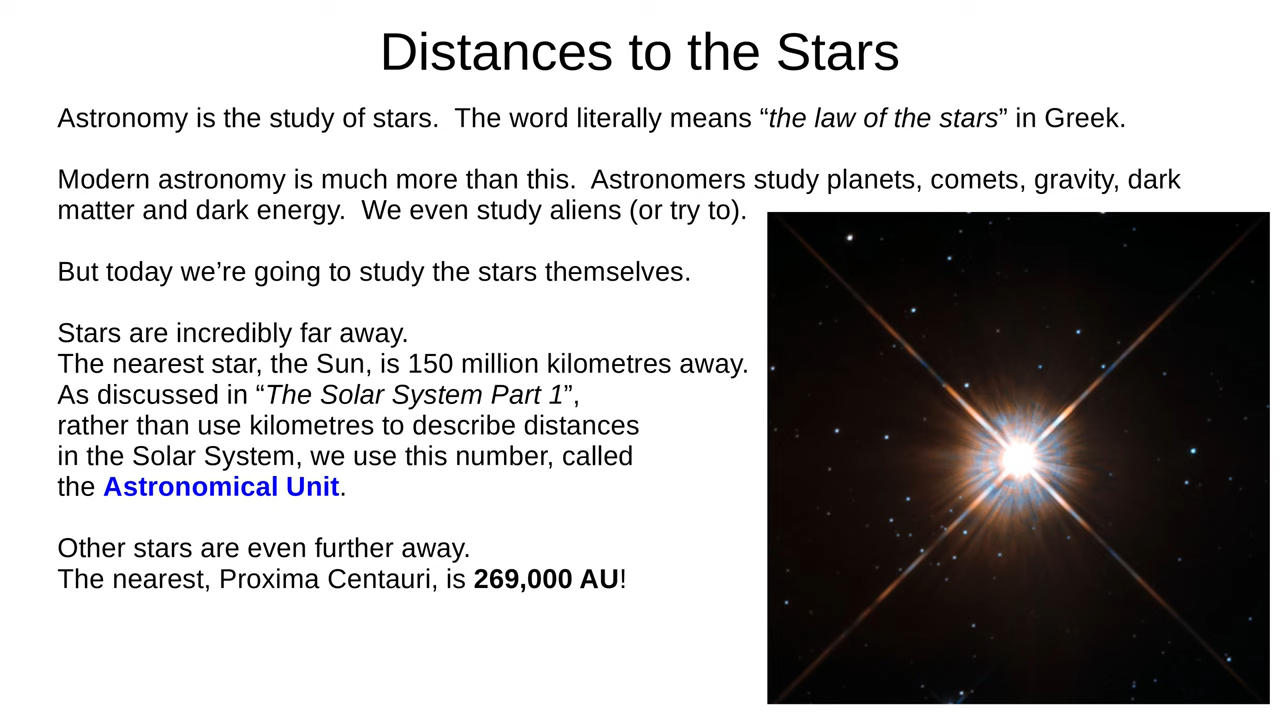 Distances to the Stars
Astronomy is the study of stars.  The word literally means “the law of the stars” in Greek.
Modern astronomy is much more than this.  Astronomers study planets, comets, gravity, dark
matter and dark energy.  We even study aliens (or try to).
But today we’re going to study the stars themselves.
Stars are incredibly far away.
The nearest star, the Sun, is 150 million kilometres away.
As discussed in “The Solar System Part 1”,
rather than use kilometres to describe distances
in the Solar System, we use this number, called
the Astronomical Unit.
Other stars are even further away.
The nearest, Proxima Centauri, is 269,000 AU!